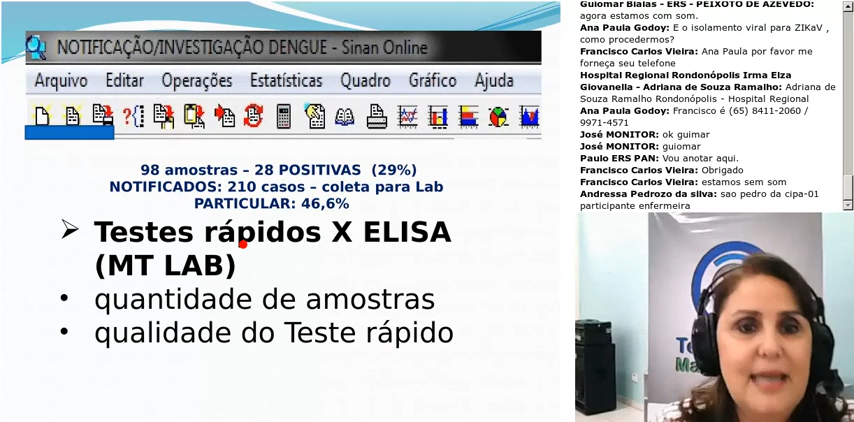 NOTIFICAÇÃO/INVESTIGAÇÃO DENGUE - Sinan Online
Arquivo Editar Operações Estatísticas Quadro Gráfico Ajuda
98 amostras – 28 POSITIVAS (29%)
NOTIFICADOS: 210 casos – coleta para Lab
PARTICULAR: 46,6%
➢ Testes rápidos X ELISA
(MT LAB)
• quantidade de amostras
• qualidade do Teste rápido
Guiomar Biaias - ERS - PEIXOTO DE AZEVEDO:
agora estamos com som.
Ana Paula Godoy: E o isolamento viral para ZIKaV ,
como procedermos?
Francisco Carlos Vieira: Ana Paula por favor me
forneça seu telefone
Hospital Regional Rondonópolis Irma Elza
Giovanella - Adriana de Souza Ramalho: Adriana de
Souza Ramalho Rondonópolis - Hospital Regional
Ana Paula Godoy: Francisco é (65) 8411-2060 /
9971-4571
José MONITOR: ok guimar
José MONITOR: guiomar
Paulo ERS PAN: Vou anotar aqui.
Francisco Carlos Vieira: Obrigado
Francisco Carlos Vieira: estamos sem som
Andressa Pedrozo da silva: sao pedro da cipa-01
participante enfermeira